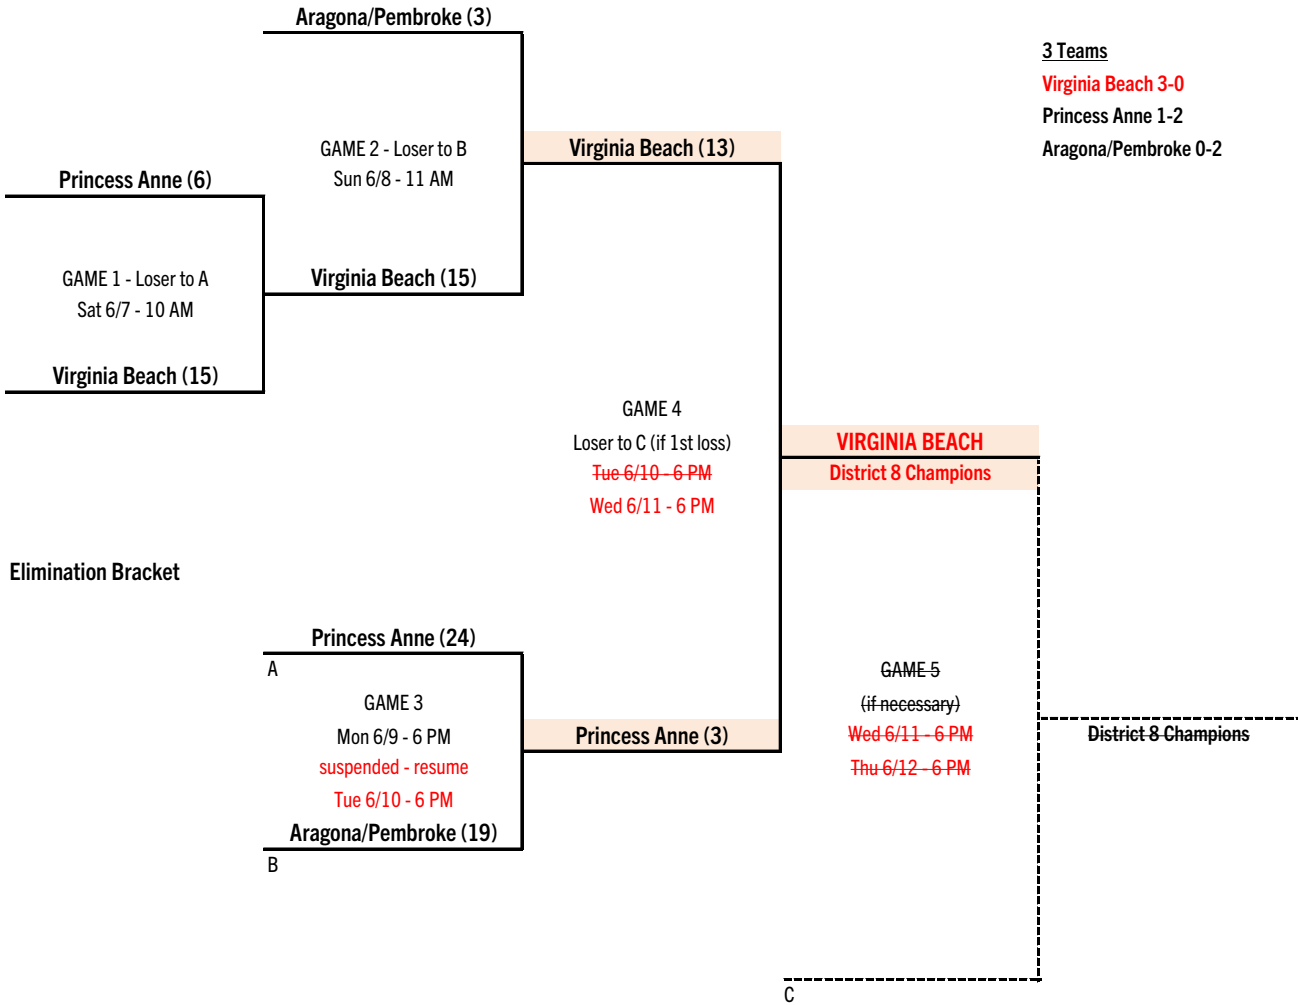 Aragona/Pembroke (3)
3 Teams
Virginia Beach 3-0
Princess Anne 1-2
Aragona/Pembroke 0-2
GAME 2 - Loser to B
Sun 6/8 - 11 AM
Virginia Beach (13)
Princess Anne (6)
GAME 1 - Loser to A
Sat 6/7 - 10 AM
Virginia Beach (15)
Virginia Beach (15)
GAME 4
Loser to C (if 1st loss)
Tue 6/10 - 6 PM
Wed 6/11 - 6 PM
VIRGINIA BEACH
District 8 Champions
Elimination Bracket
Princess Anne (24)
A
GAME 3
Mon 6/9 - 6 PM
suspended - resume
Tue 6/10 - 6 PM
Aragona/Pembroke (19)
B
Princess Anne (3)
GAME 5
(if necessary)
Wed 6/11 - 6 PM
Thu 6/12 - 6 PM
District 8 Champions
C